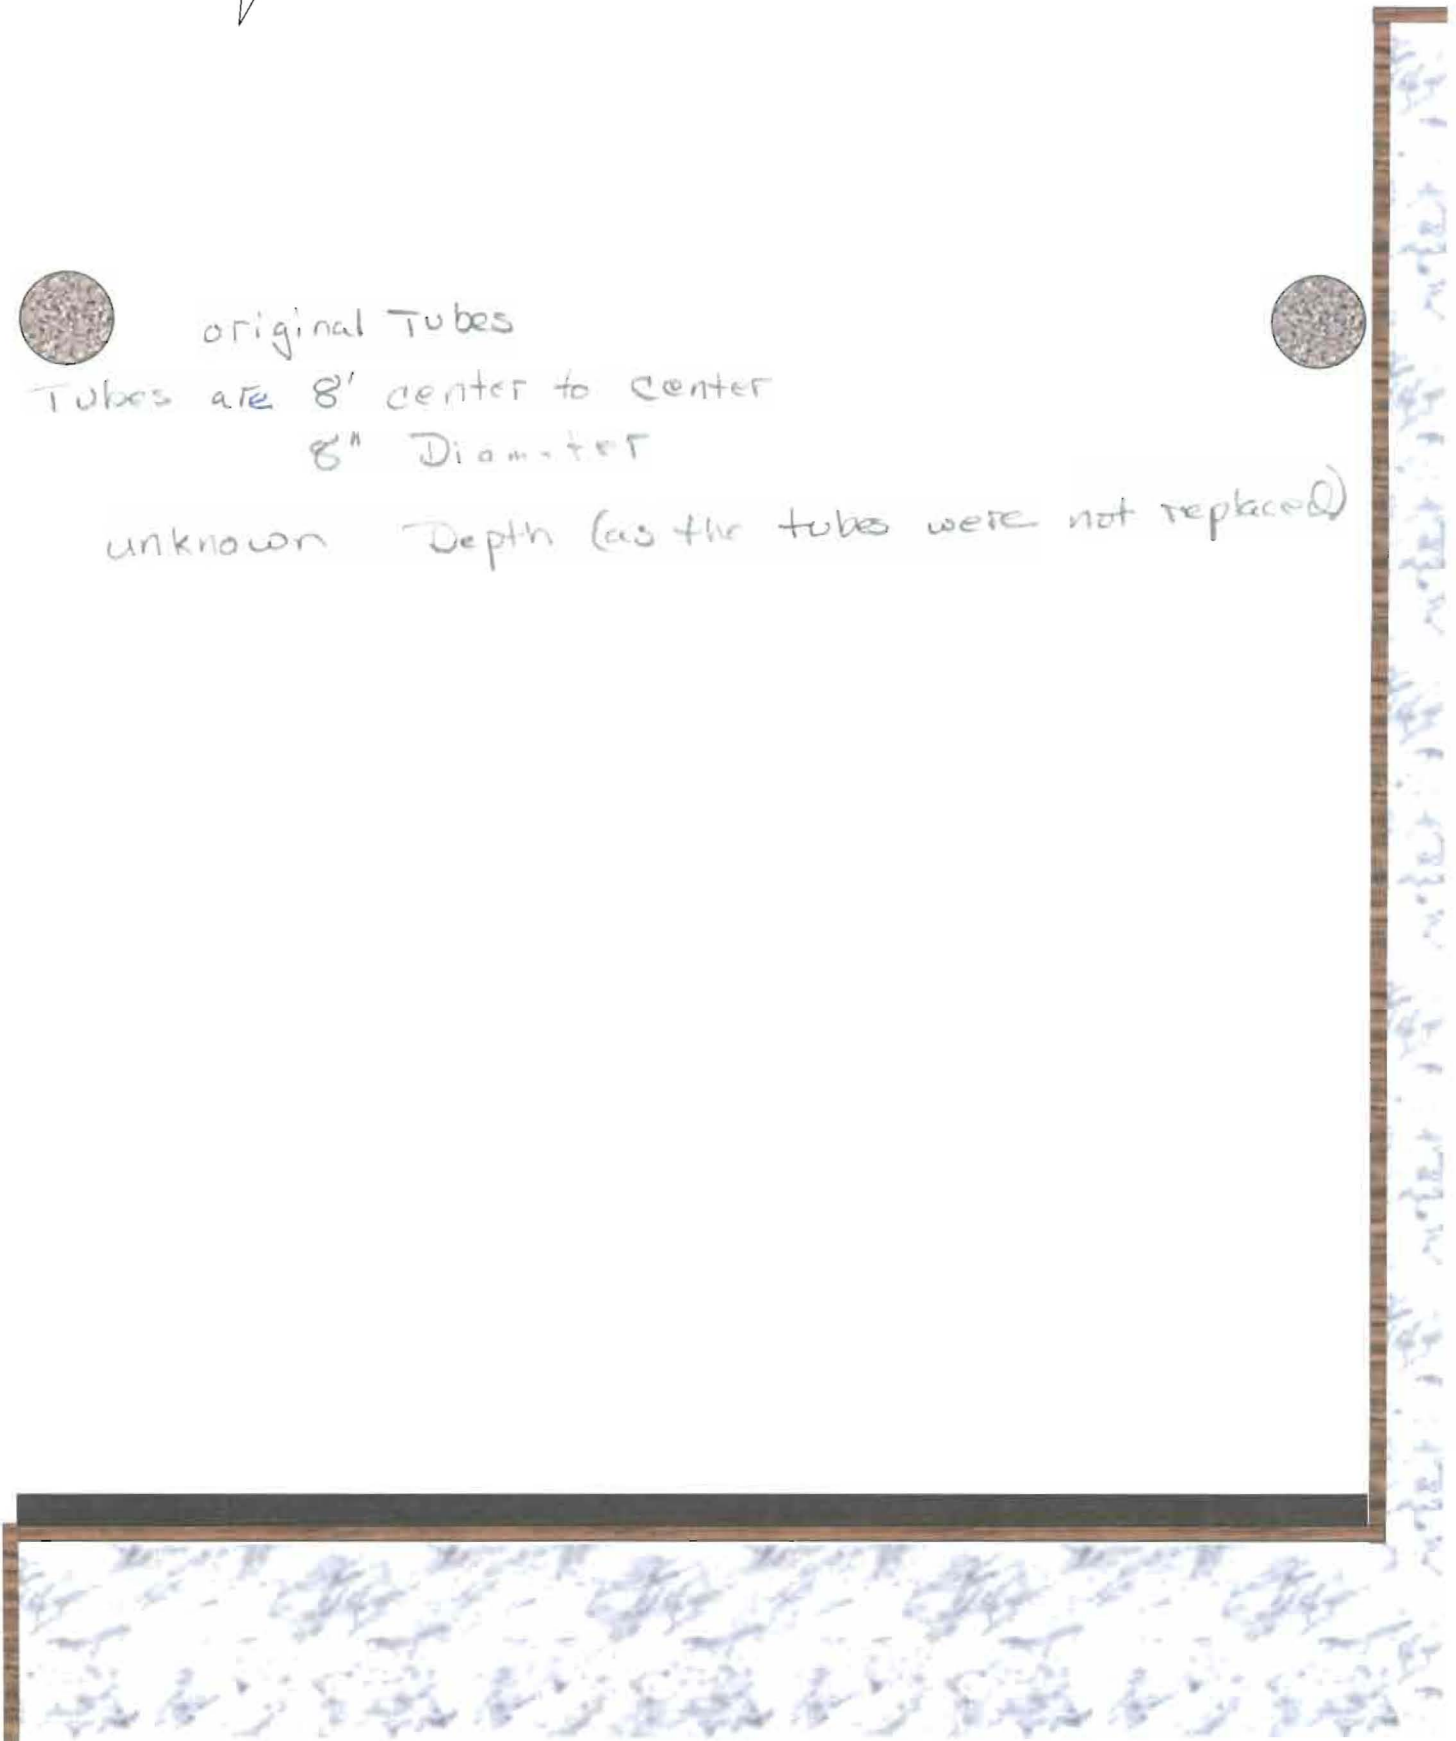 original Tubes
Tubes are 8' center to center
8" Diameter
unknown Depth (as the tubes were not replaced)